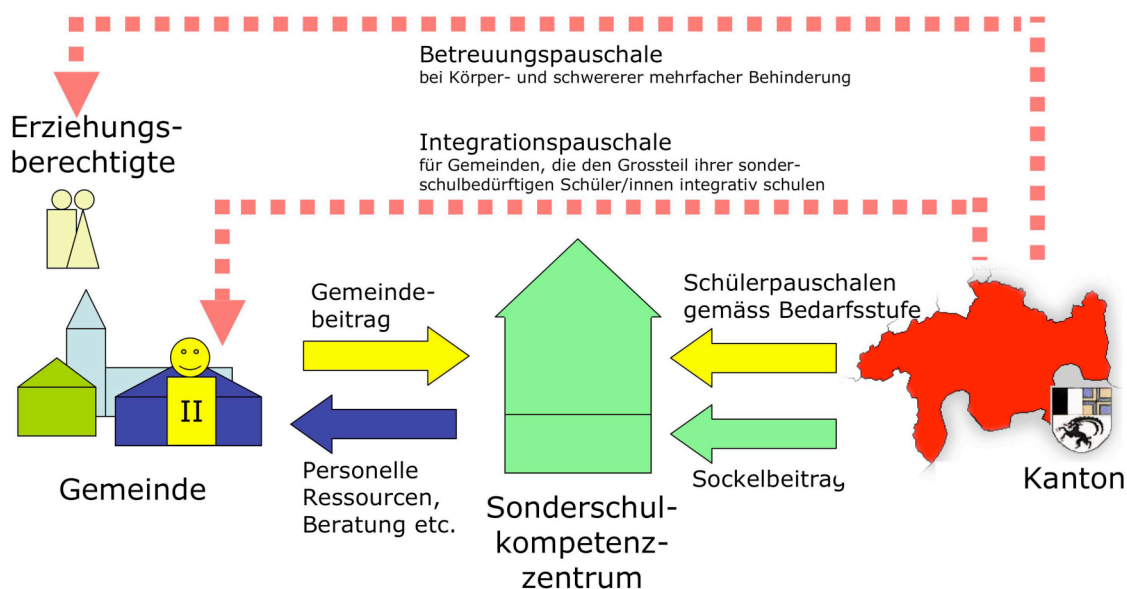 Betreuungspauschale
bei Körper- und schwererer mehrfacher Behinderung
Erziehungs-
berechtigte
Integrationspauschale
für Gemeinden, die den Grossteil ihrer sonder-
schulbedürftigen Schüler/innen integrativ schulen
Gemeinde-
beitrag
Schülerpauschalen
gemäss Bedarfsstufe
II
Gemeinde
Personelle
Ressourcen,
Beratung etc.
Sockelbeitrag
Kanton
Sonderschul-
kompetenz-
zentrum